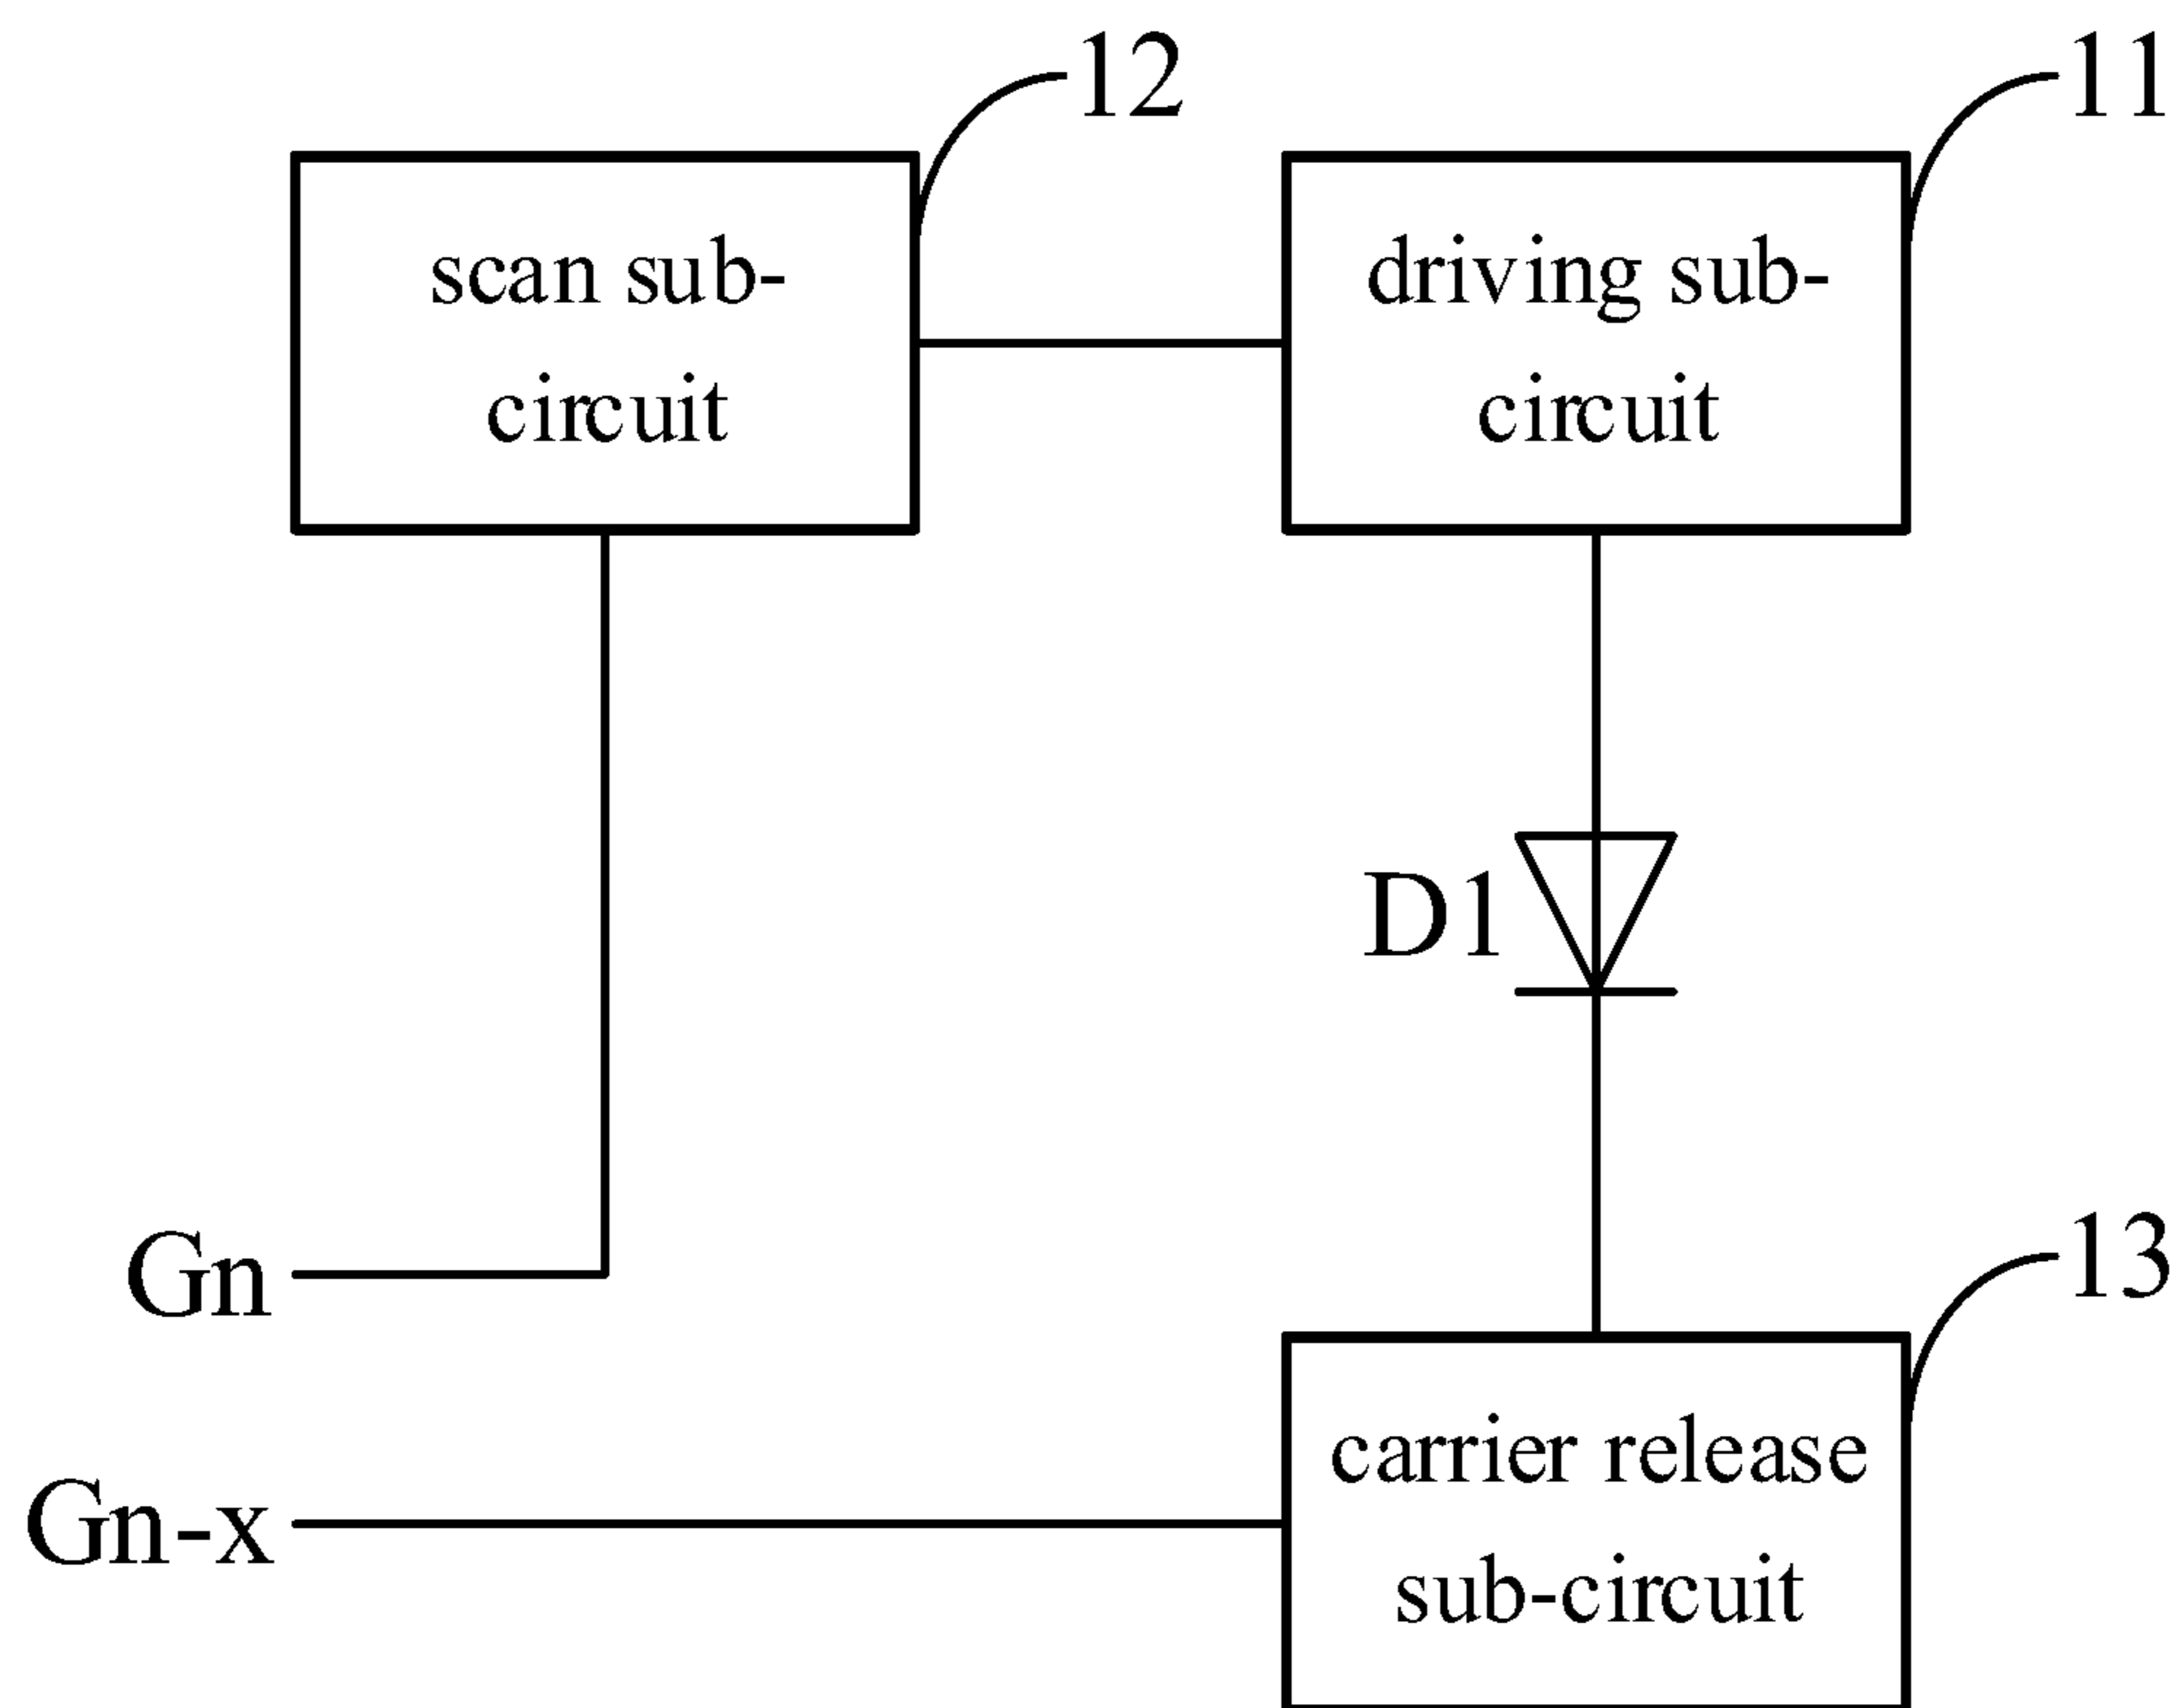 12
11
scan sub-
circuit
driving sub-
circuit
D1
Gn
13
Gn-x
carrier release
sub-circuit